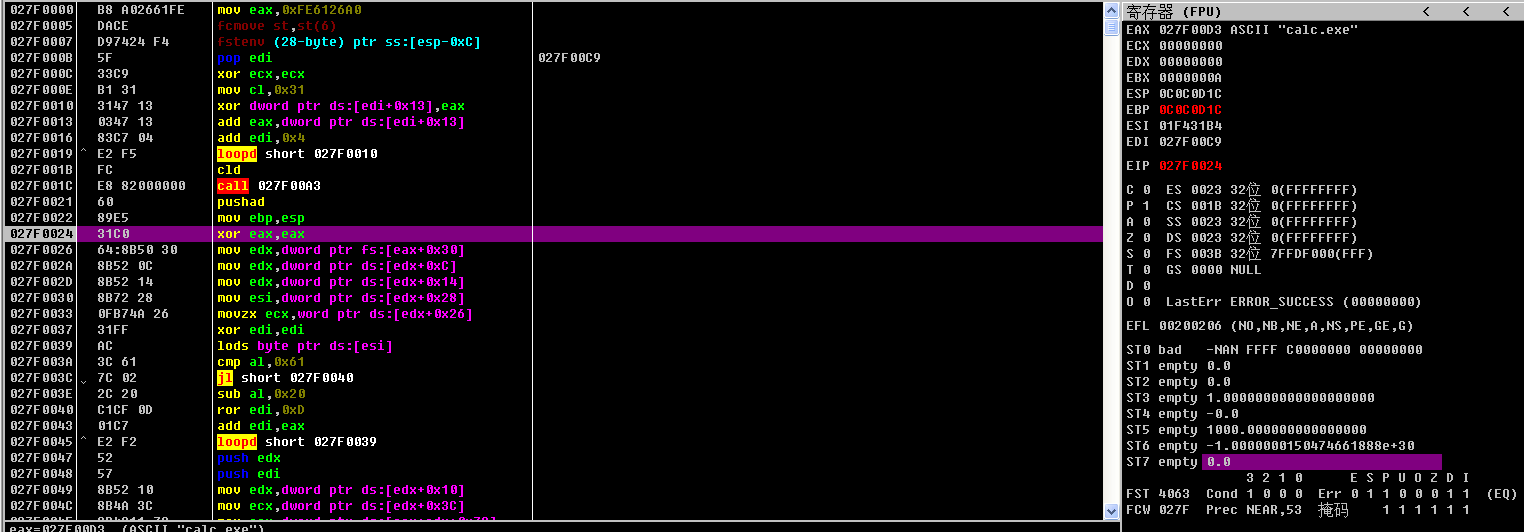 027F0000 B8 A02661FE mov eax,0xFE6126A0
027F0005 DACE fcmove st,st(6)
027F0007 D97424 F4 fstenv (28-byte) ptr ss:[esp-0xC]
027F000B 5F pop edi 027F00C9
027F000C 33C9 xor ecx,ecx
027F000E B1 31 mov cl,0x31
027F0010 3147 13 xor dword ptr ds:[edi+0x13],eax
027F0013 0347 13 add eax,dword ptr ds:[edi+0x13]
027F0016 83C7 04 add edi,0x4
027F0019 ^ E2 F5 loopd short 027F0010
027F001B FC cld
027F001C E8 82000000 call 027F00A3
027F0021 60 pushad
027F0022 89E5 mov ebp,esp
027F0024 31C0 xor eax,eax
027F0026 64:8B50 30 mov edx,dword ptr fs:[eax+0x30]
027F002A 8B52 0C mov edx,dword ptr ds:[edx+0xC]
027F002D 8B52 14 mov edx,dword ptr ds:[edx+0x14]
027F0030 8B72 28 mov esi,dword ptr ds:[edx+0x28]
027F0033 0FB74A 26 movzx ecx,word ptr ds:[edx+0x26]
027F0037 31FF xor edi,edi
027F0039 AC lods byte ptr ds:[esi]
027F003A 3C 61 cmp al,0x61
027F003C 7C 02 jl short 027F0040
027F003E 2C 20 sub al,0x20
027F0040 C1CF 0D ror edi,0xD
027F0043 01C7 add edi,eax
027F0045 ^ E2 F2 loopd short 027F0039
027F0047 52 push edx
027F0048 57 push edi
027F0049 8B52 10 mov edx,dword ptr ds:[edx+0x10]
027F004C 8B4A 3C mov ecx,dword ptr ds:[edx+0x3C]
eax=027F00D3, (ASCII "calc.exe")
寄存器 (FPU) < < <
EAX 027F00D3 ASCII "calc.exe"
ECX 00000000
EDX 00000000
EBX 0000000A
ESP 0C0C0D1C
EBP 0C0C0D1C
ESI 01F431B4
EDI 027F00C9
EIP 027F0024
C 0 ES 0023 32位 0(FFFFFFFF)
P 1 CS 001B 32位 0(FFFFFFFF)
A 0 SS 0023 32位 0(FFFFFFFF)
Z 0 DS 0023 32位 0(FFFFFFFF)
S 0 FS 003B 32位 7FFDF000(FFF)
T 0 GS 0000 NULL
D 0
O 0 LastErr ERROR_SUCCESS (00000000)
EFL 00200206 (NO,NB,NE,A,NS,PE,GE,G)
ST0 bad -NAN FFFF C0000000 00000000
ST1 empty 0.0
ST2 empty 0.0
ST3 empty 1.0000000000000000000
ST4 empty -0.0
ST5 empty 1000.000000000000000
ST6 empty -1.0000000150474661888e+30
ST7 empty 0.0
3 2 1 0 E S P U O Z D I
FST 4063 Cond 1 0 0 0 Err 0 1 1 0 0 0 1 1 (EQ)
FCW 027F Prec NEAR,53 掩码 1 1 1 1 1 1